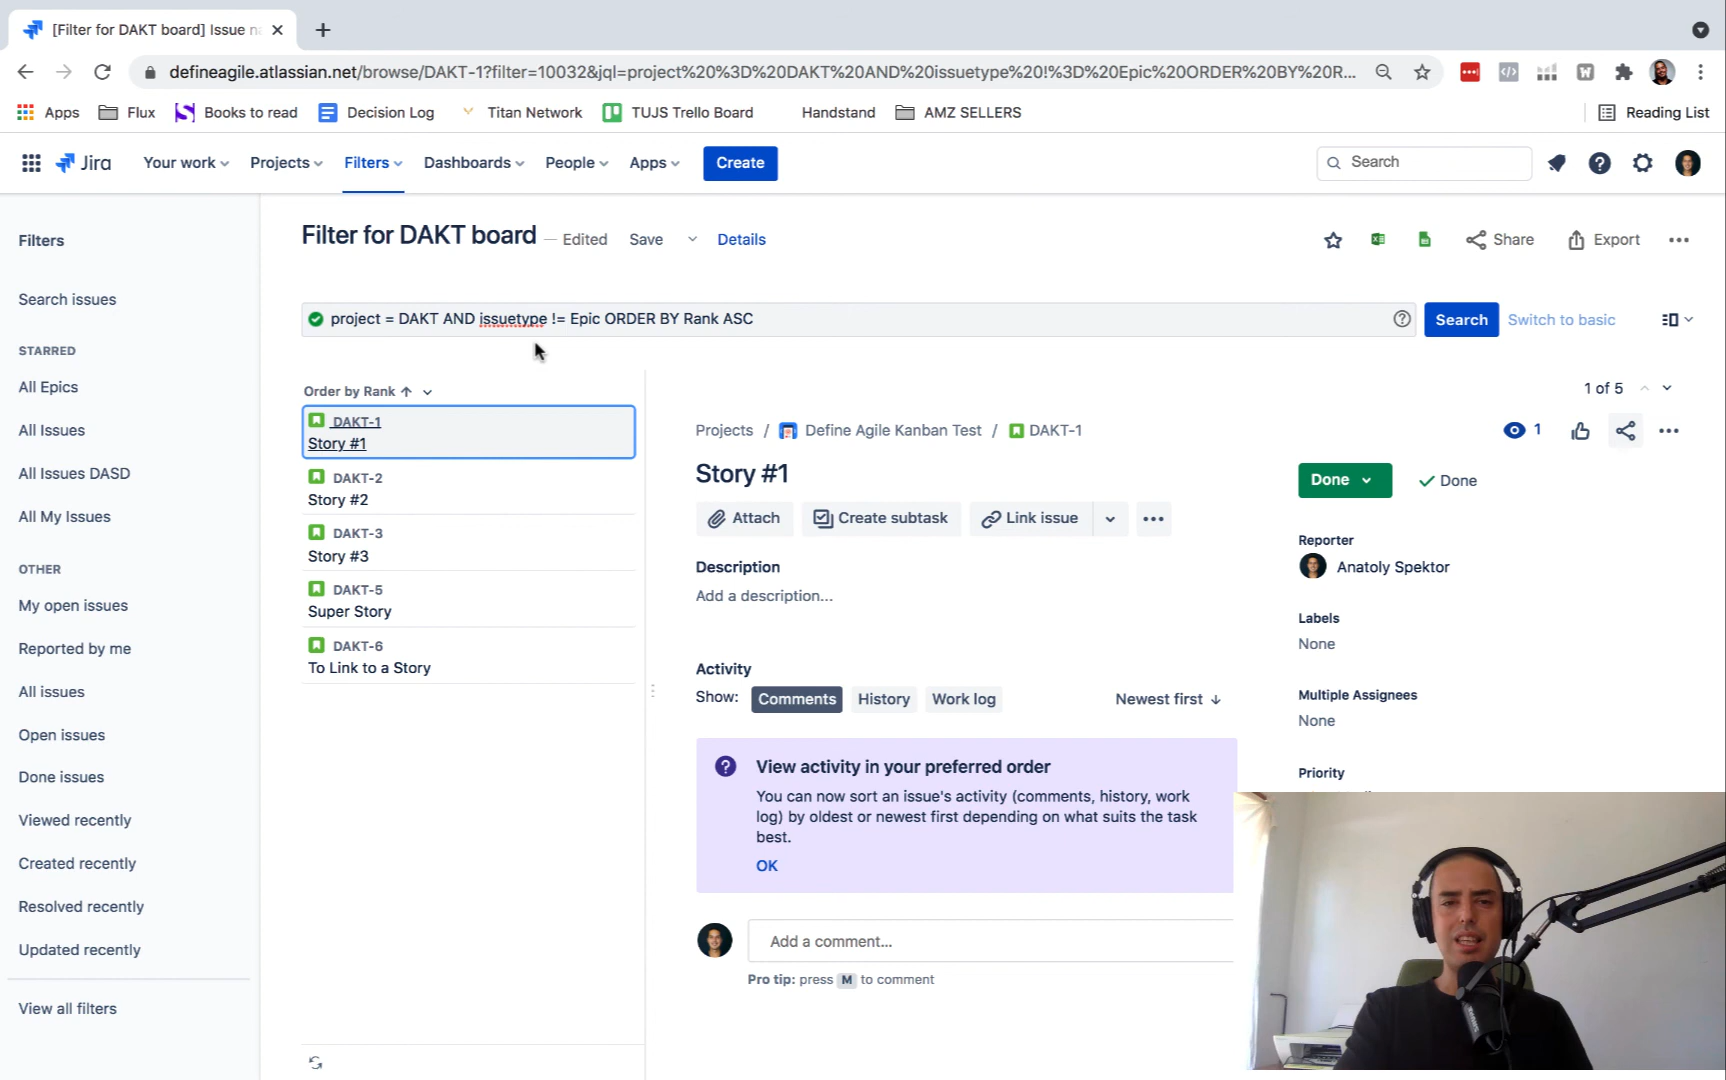 [Filter for DAKT board] Issue na
defineagile.atlassian.net/browse/DAKT-1?filter=10032&jql=project%20%3D%20DAKT%20AND%20issuetype%20!%3D%20Epic%20ORDER%20BY%20R...
Apps Flux Books to read Decision Log Titan Network TUJS Trello Board Handstand AMZ SELLERS Reading List
Jira Your work Projects Filters Dashboards People Apps Create Search
Filters
Search issues
STARRED
All Epics
All Issues
All Issues DASD
All My Issues
OTHER
My open issues
Reported by me
All issues
Open issues
Done issues
Viewed recently
Created recently
Resolved recently
Updated recently
View all filters
Filter for DAKT board — Edited Save Details Share Export
project = DAKT AND issuetype != Epic ORDER BY Rank ASC Search Switch to basic
Order by Rank
DAKT-1
Story #1
DAKT-2
Story #2
DAKT-3
Story #3
DAKT-5
Super Story
DAKT-6
To Link to a Story
1 of 5
Projects / Define Agile Kanban Test / DAKT-1
1
Story #1
Attach Create subtask Link issue
Description
Add a description...
Activity
Show: Comments History Work log Newest first
View activity in your preferred order
You can now sort an issue's activity (comments, history, work
log) by oldest or newest first depending on what suits the task
best.
OK
Add a comment...
Pro tip: press M to comment
Done Done
Reporter
Anatoly Spektor
Labels
None
Multiple Assignees
None
Priority